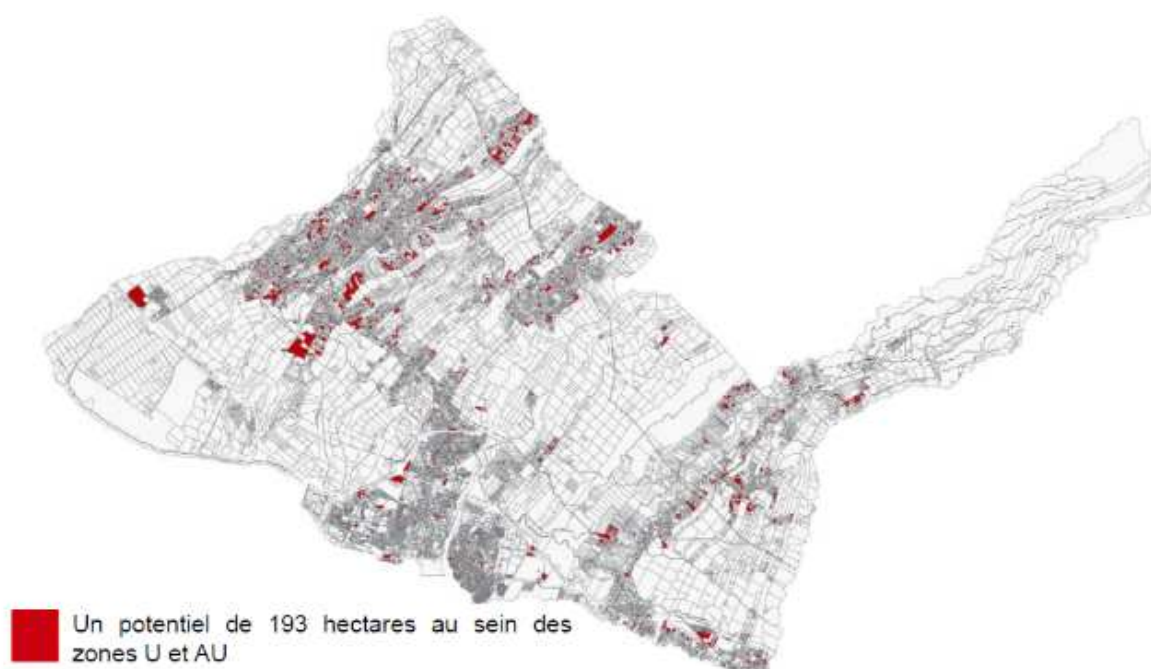 Un potentiel de 193 hectares au sein des
zones U et AU